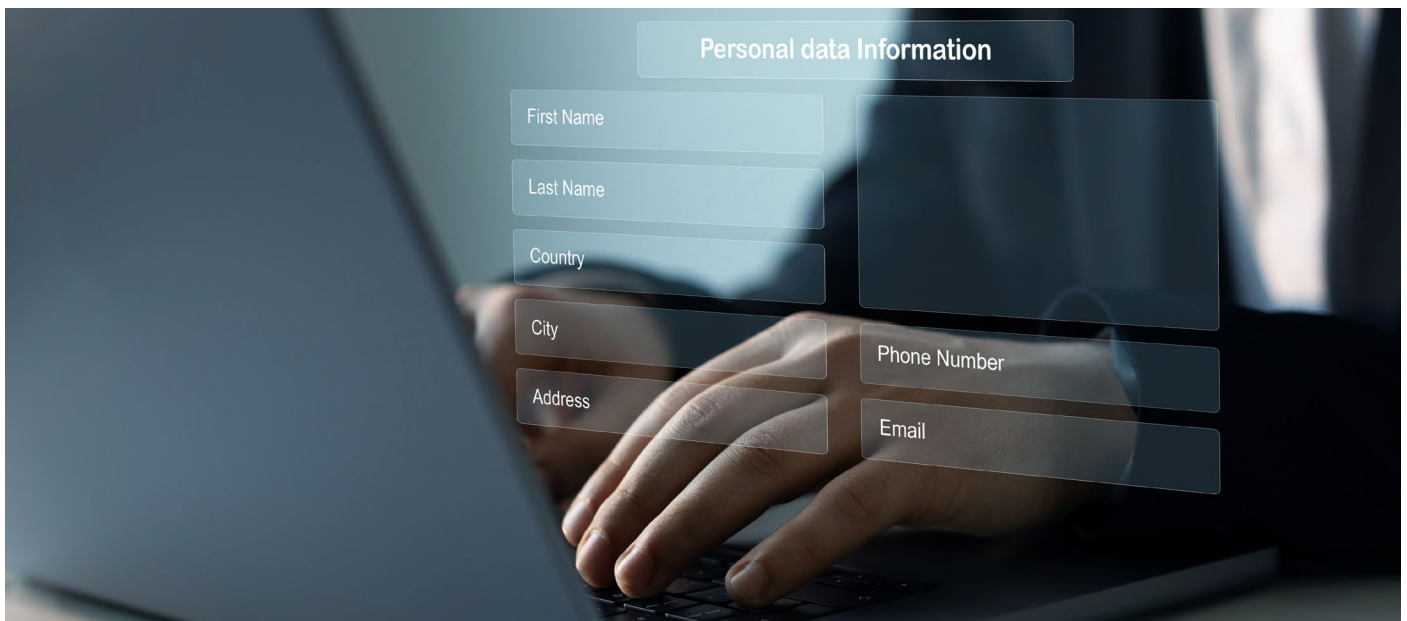 Personal data Information
First Name
Last Name
Country
City
Address
Phone Number
Email